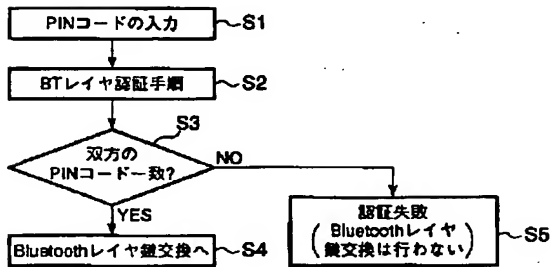 PINコードの入力
S1
BTレイヤ認証手順
S2
S3
双方の
PINコード一致?
NO
YES
Bluetoothレイヤ鍵交換へ
S4
認証失敗
(Bluetoothレイヤ
鍵交換は行わない)
S5